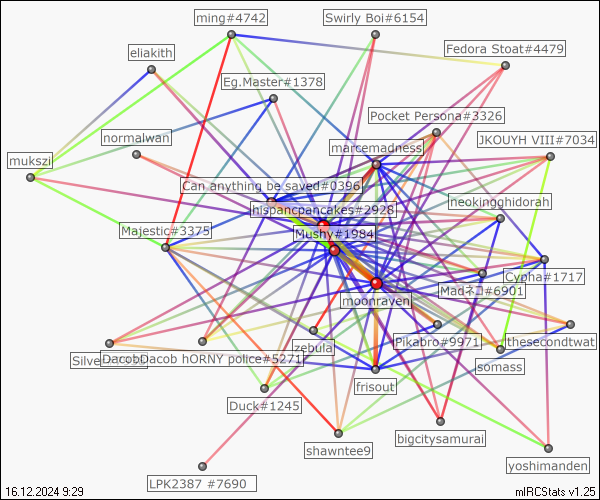 ming#4742
Swirly Boi#6154
Fedora Stoat#4479
eliakith
Eg.Master#1378
Pocket Persona#3326
normalwan
marcemadness
JKOUYH VIII#7034
mukszi
Can anything be saved#0396
hispancpancakes#2928
neokingghidorah
Majestic#3375
Mushy#1984
Cypha#1717
Madネコ#6901
moonraven
Pikabro#9971
thesecondtwat
zebula
DacobDacob hORNY police#5271
somass
frisout
Duck#1245
bigcitysamurai
shawntee9
yoshimanden
LPK2387 #7690
16.12.2024 9:29
mIRCStats v1.25